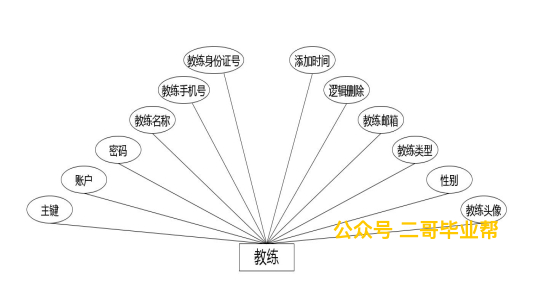 教练身份证号
添加时间
教练手机号
逻辑删除
教练名称
教练邮箱
密码
教练类型
账户
性别
主键
教练头像
公众号 二哥毕业帮
教练